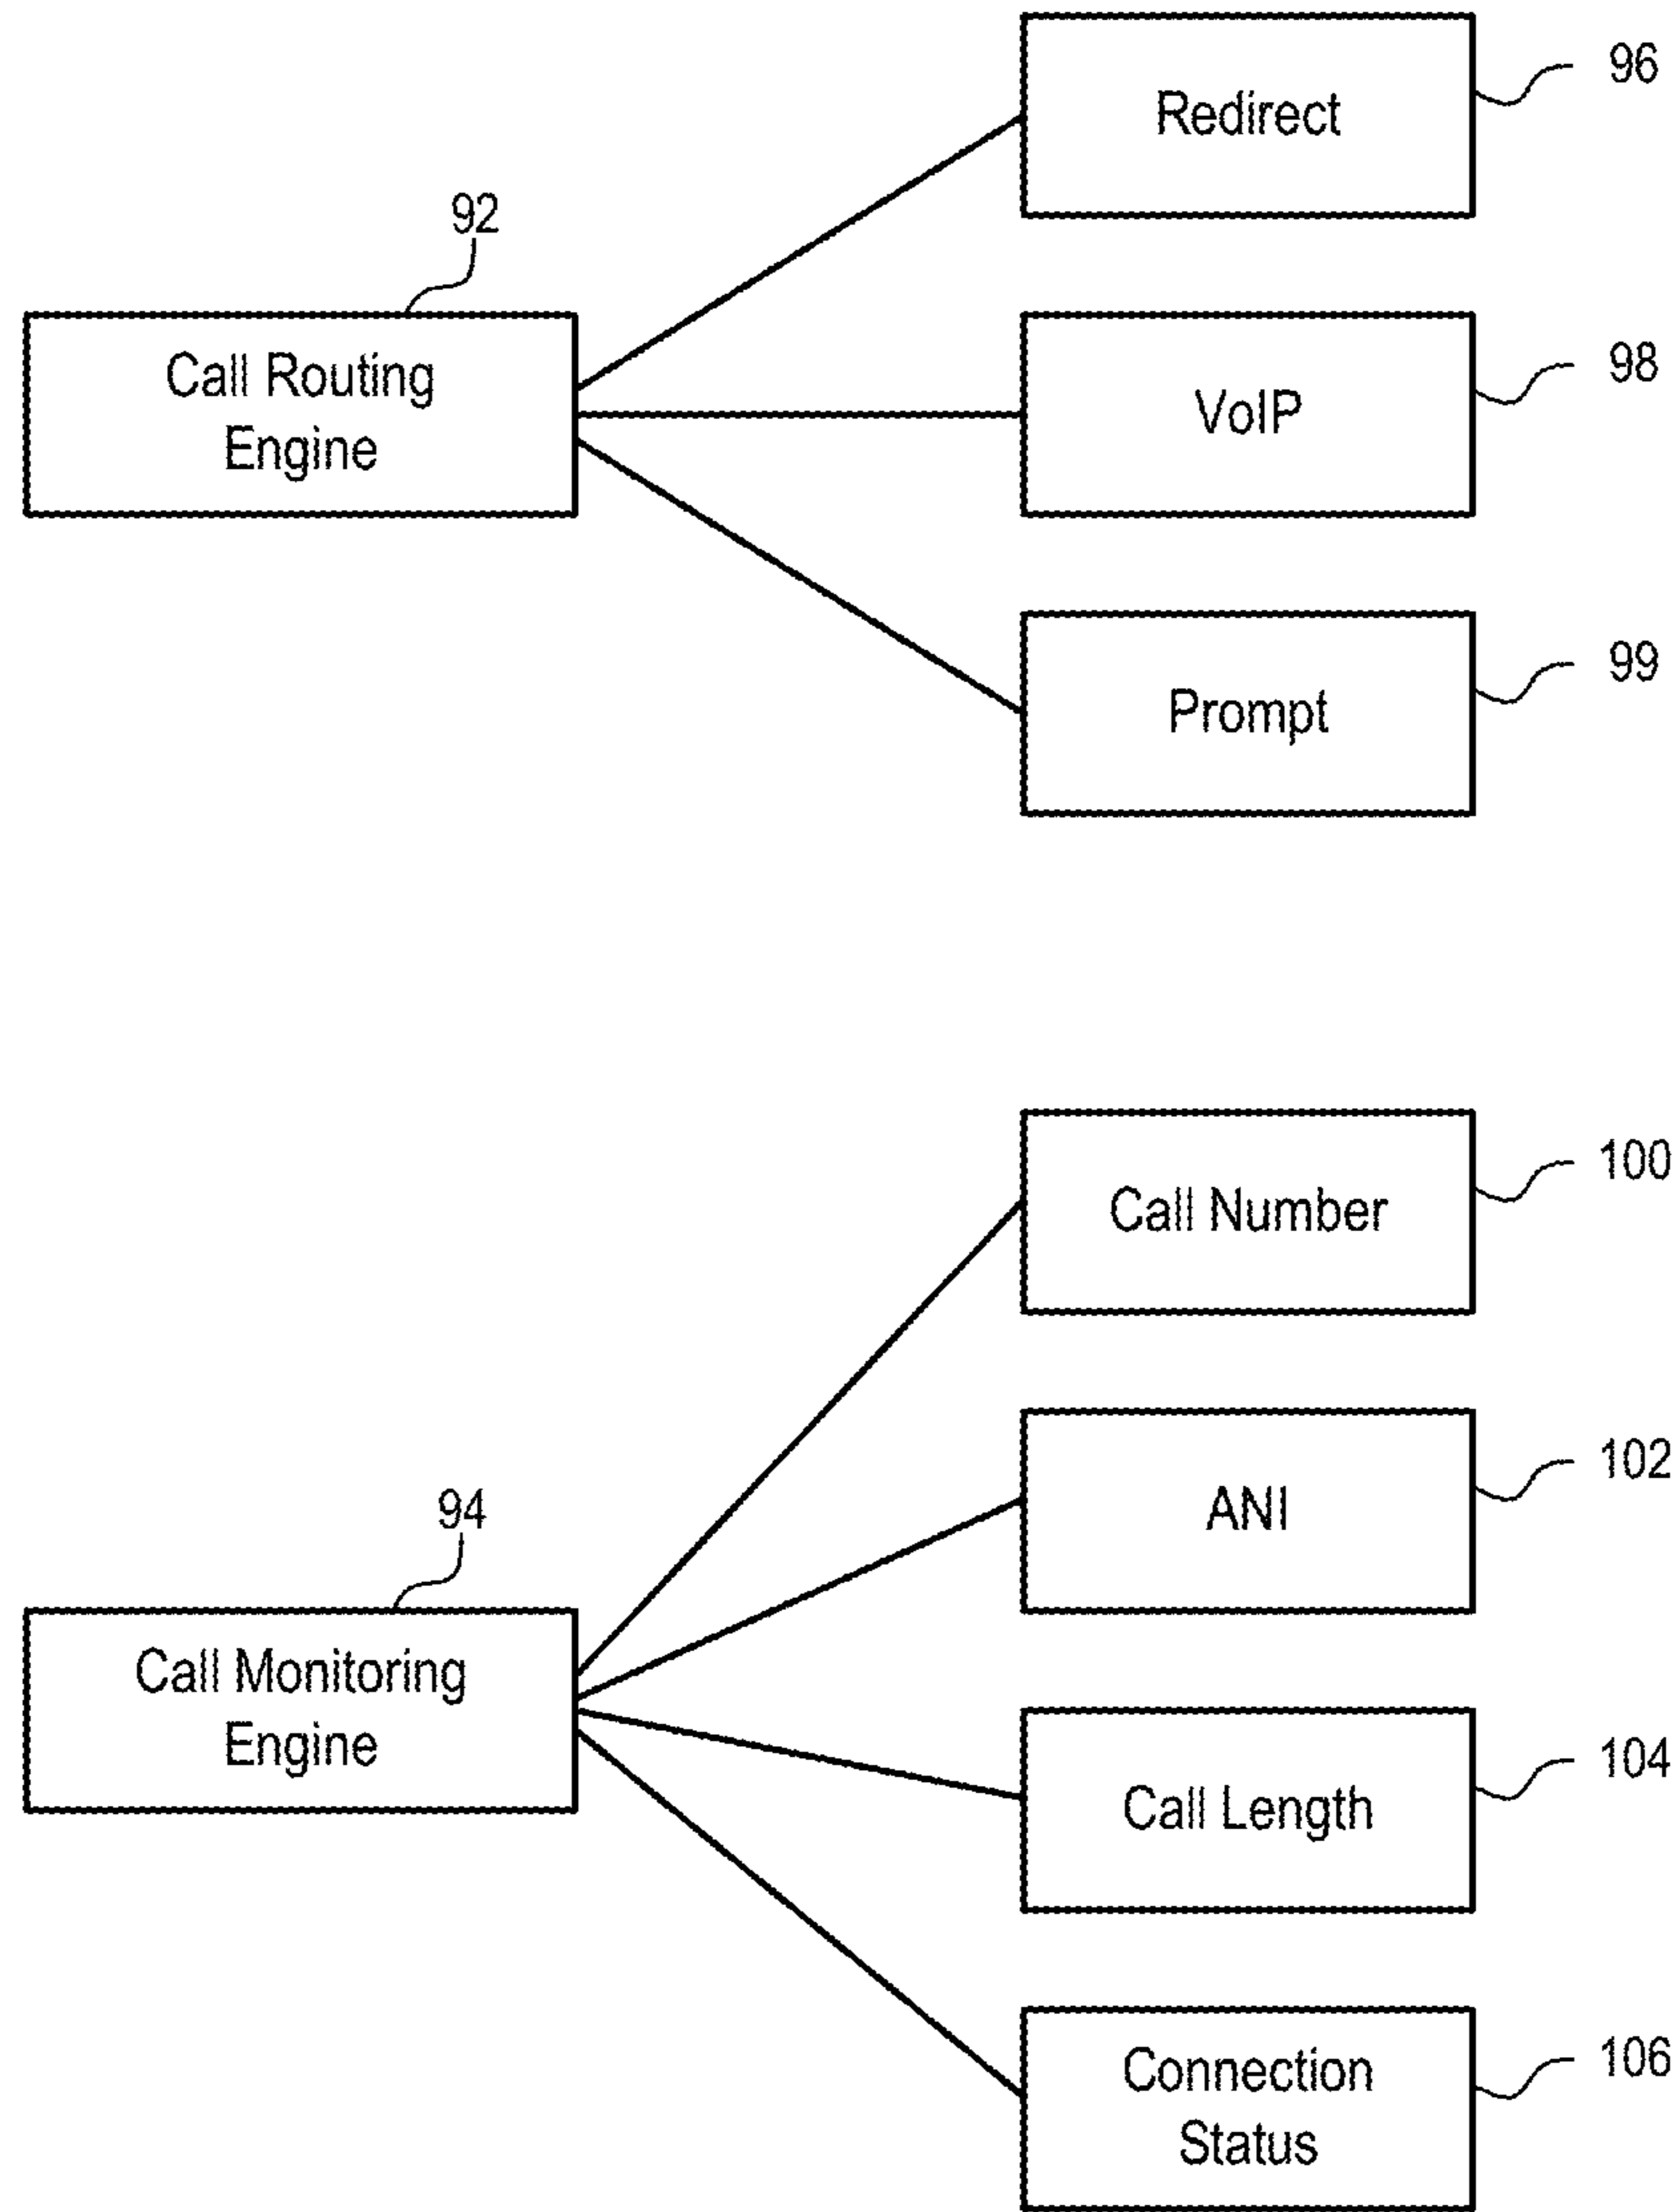 Redirect
96
92
Call Routing
Engine
VoIP
98
Prompt
99
Call Number
100
ANI
102
94
Call Monitoring
Engine
Call Length
104
Connection
Status
106